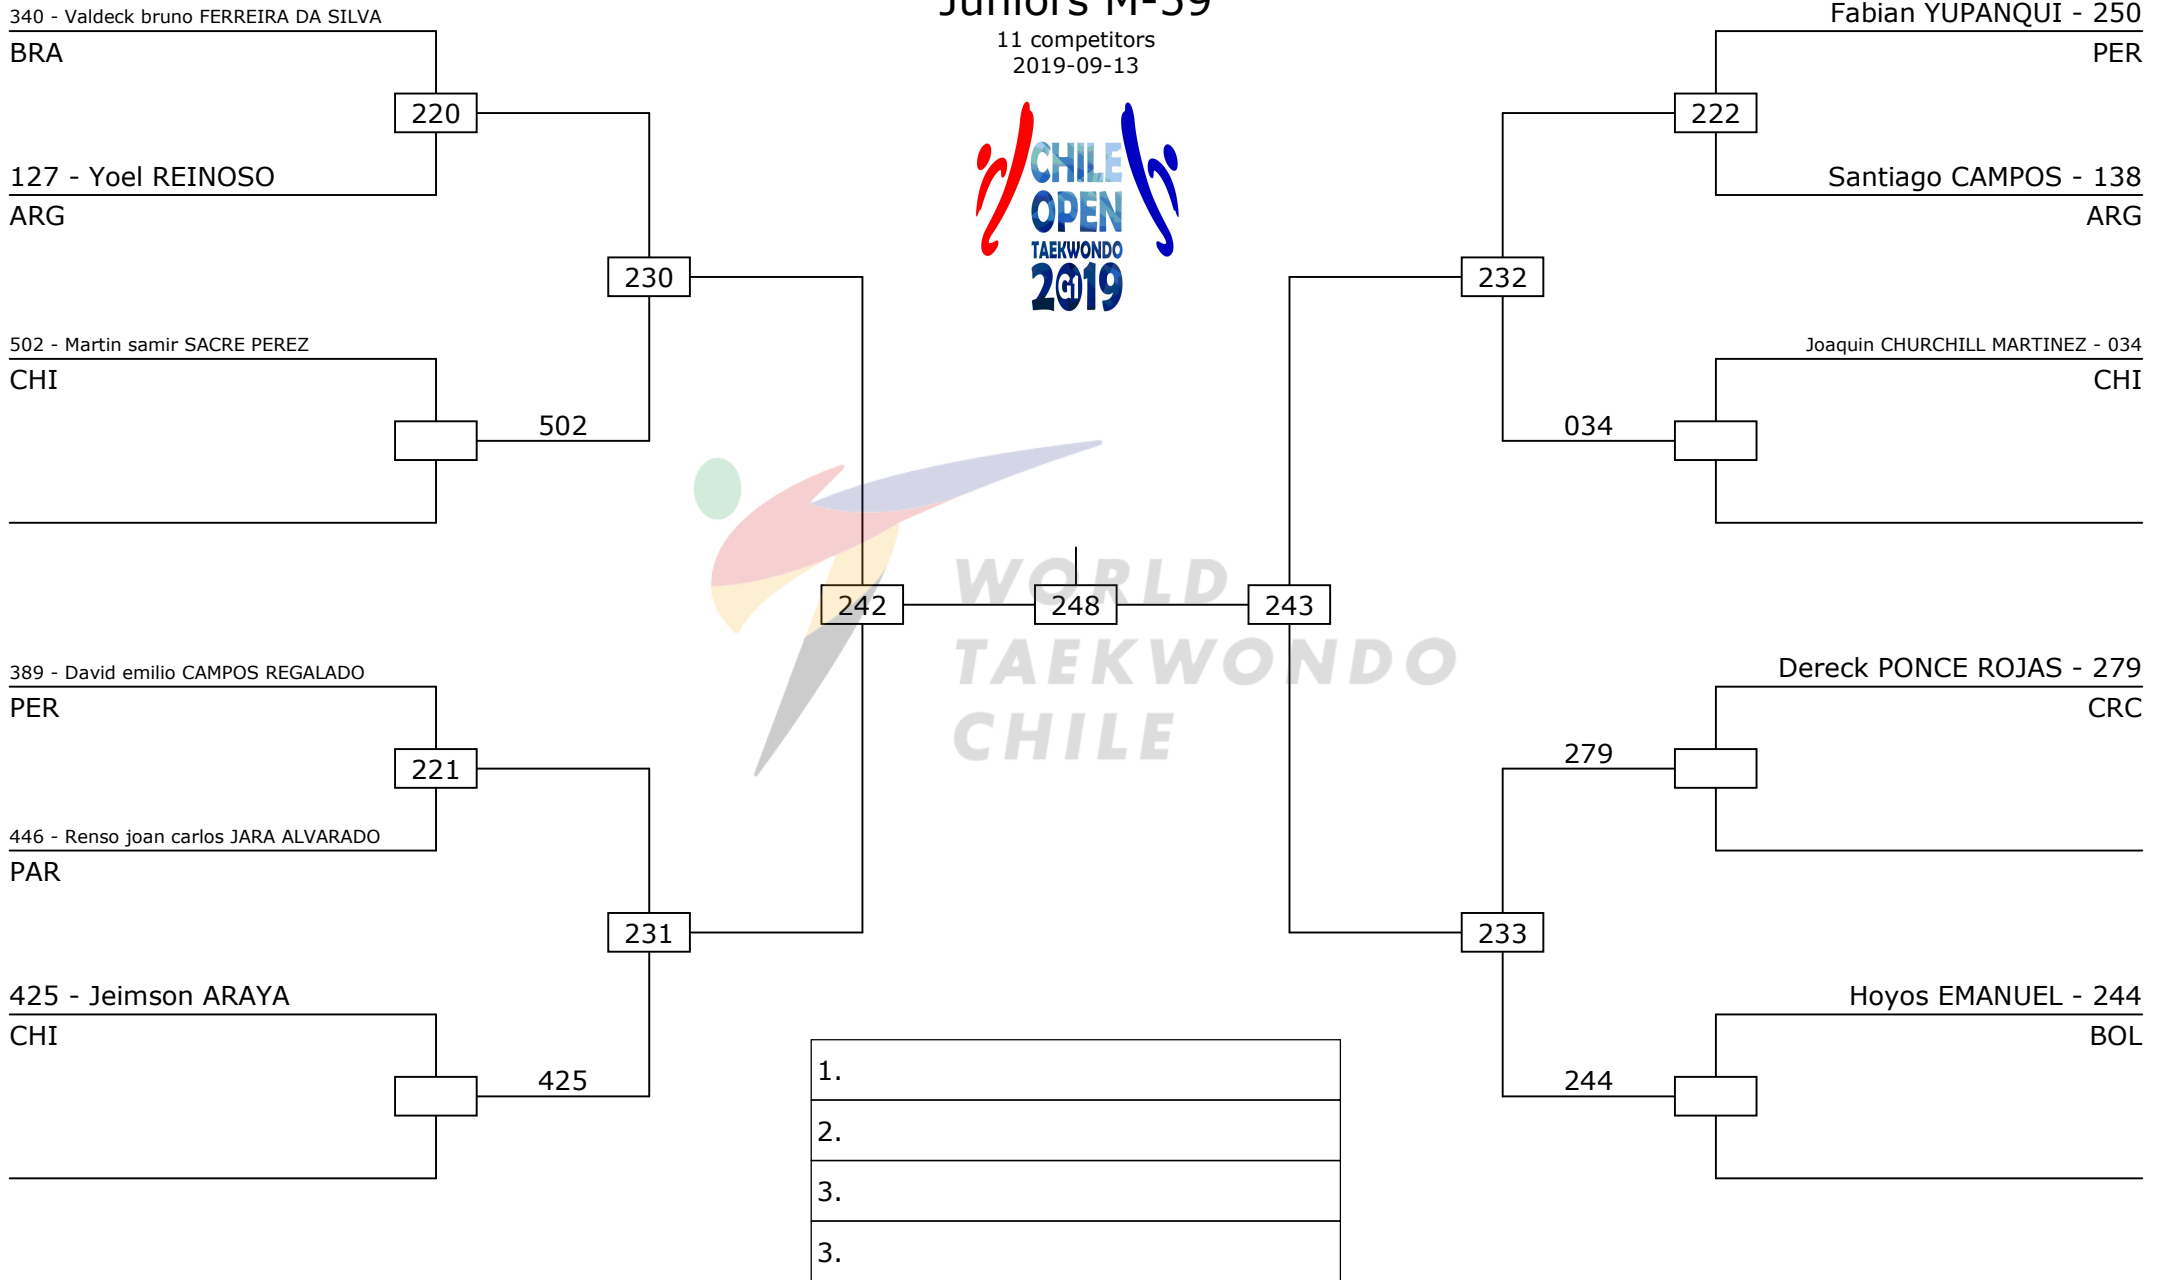 Juniors M-59
11 competitors
2019-09-13
CHILE
OPEN
TAEKWONDO
2019
G1
340 - Valdeck bruno FERREIRA DA SILVA
BRA
220
127 - Yoel REINOSO
ARG
230
502 - Martin samir SACRE PEREZ
CHI
502
389 - David emilio CAMPOS REGALADO
PER
221
446 - Renso joan carlos JARA ALVARADO
PAR
231
425 - Jeimson ARAYA
CHI
425
242
248
243
WORLD
TAEKWONDO
CHILE
Fabian YUPANQUI - 250
PER
222
Santiago CAMPOS - 138
ARG
232
Joaquin CHURCHILL MARTINEZ - 034
CHI
034
Dereck PONCE ROJAS - 279
CRC
279
233
Hoyos EMANUEL - 244
BOL
244
1.
2.
3.
3.